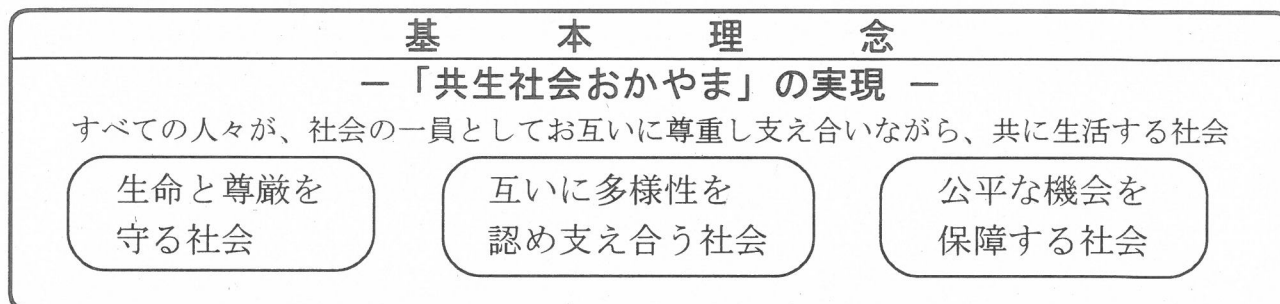 基本理念
－「共生社会おかやま」の実現－
すべての人々が、社会の一員としてお互いに尊重し支え合いながら、共に生活する社会
生命と尊厳を
守る社会
互いに多様性を
認め支え合う社会
公平な機会を
保障する社会